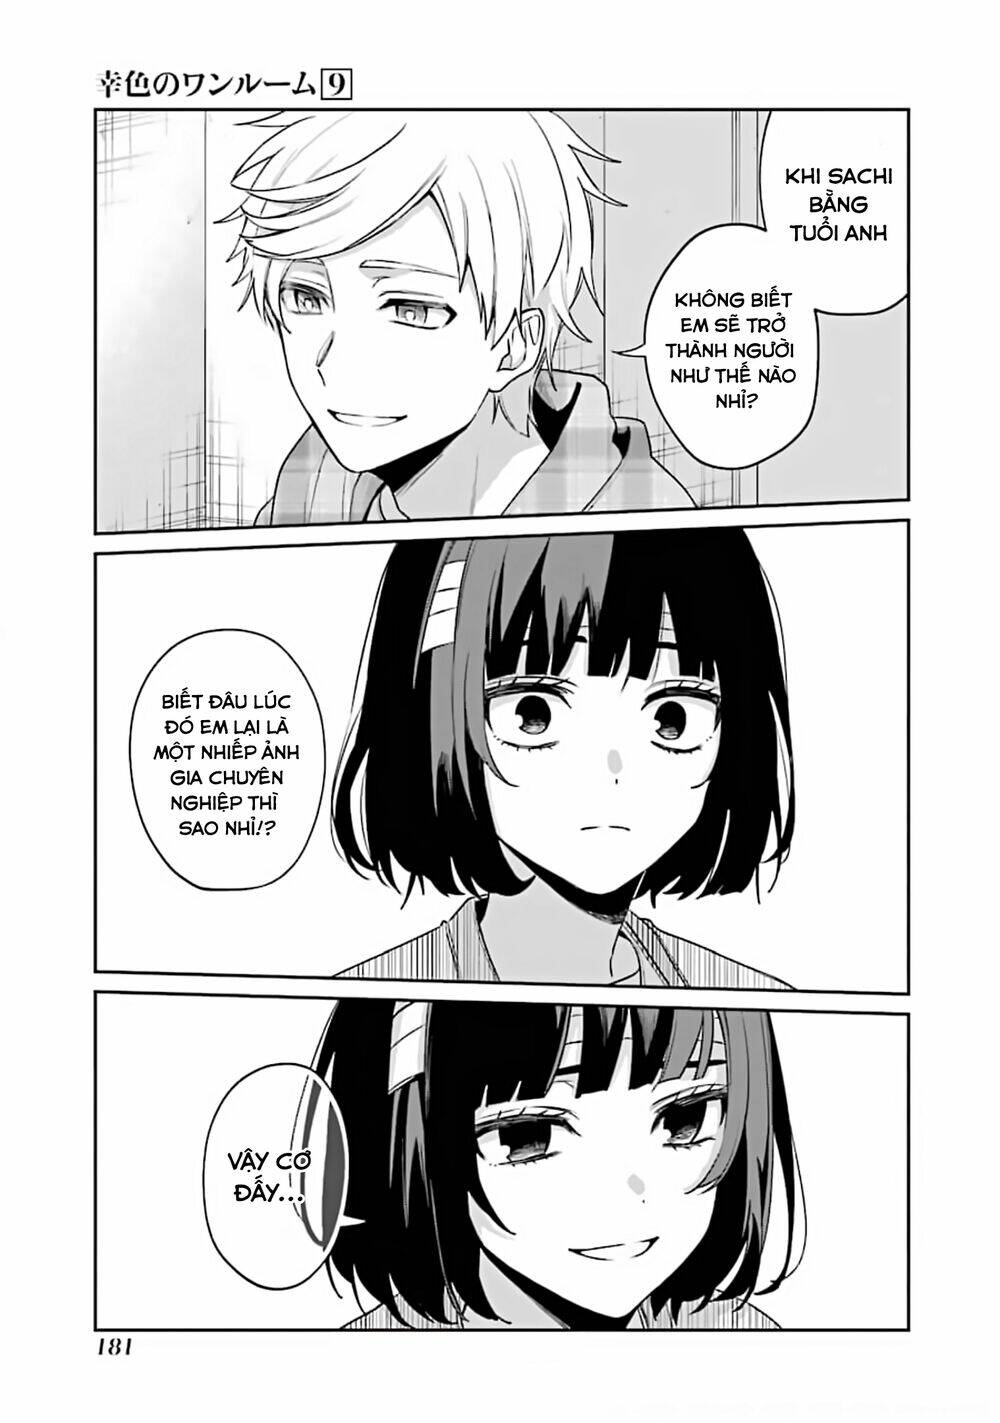 幸色のワンルーム 9
KHI SACHI
BẰNG
TUỔI ANH
KHÔNG BIẾT
EM SẼ TRỞ
THÀNH NGƯỜI
NHƯ THẾ NÀO
NHỈ?
BIẾT ĐÂU LÚC
ĐÓ EM LẠI LÀ
MỘT NHIẾP ẢNH
GIA CHUYÊN
NGHIỆP THÌ
SAO NHỈ!?
VẬY CƠ
ĐẤY...
181